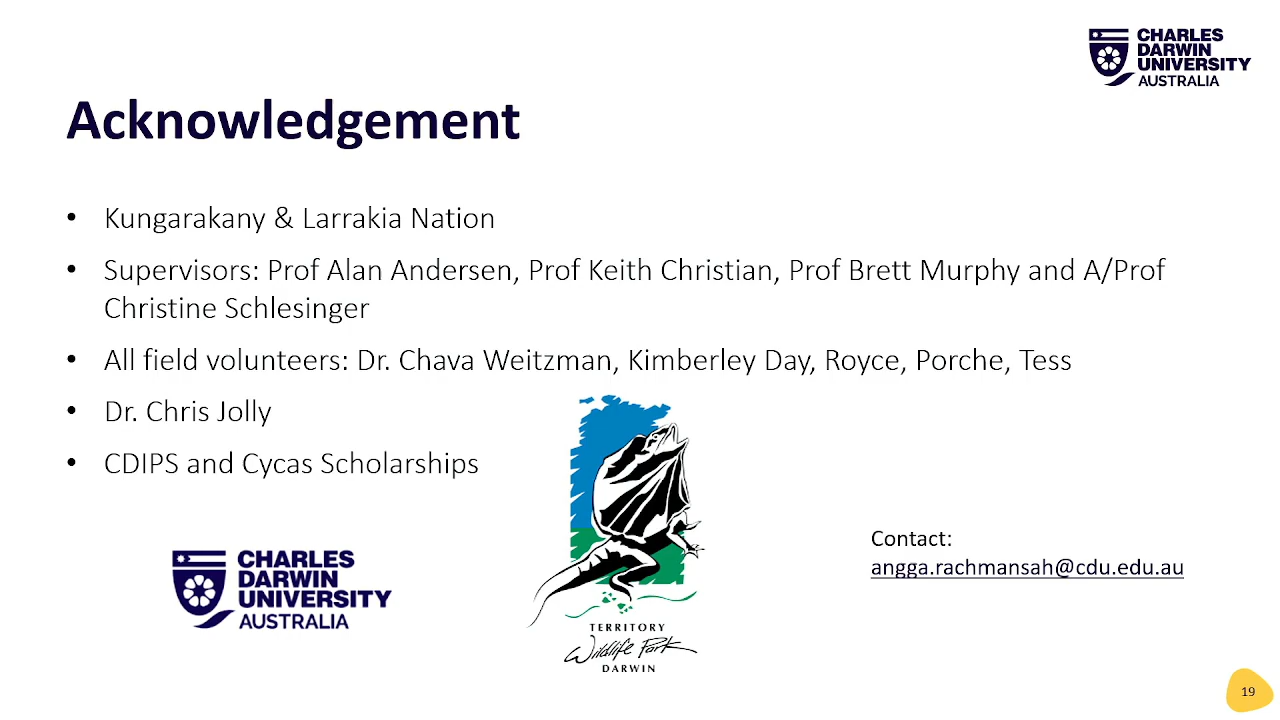 CHARLES
DARWIN
UNIVERSITY
AUSTRALIA
Acknowledgement
• Kungarakany & Larrakia Nation
• Supervisors: Prof Alan Andersen, Prof Keith Christian, Prof Brett Murphy and A/Prof
Christine Schlesinger
• All field volunteers: Dr. Chava Weitzman, Kimberley Day, Royce, Porche, Tess
• Dr. Chris Jolly
• CDIPS and Cycas Scholarships
CHARLES
DARWIN
UNIVERSITY
AUSTRALIA
TERRITORY
Wildlife Park
DARWIN
Contact:
angga.rachmansah@cdu.edu.au
19